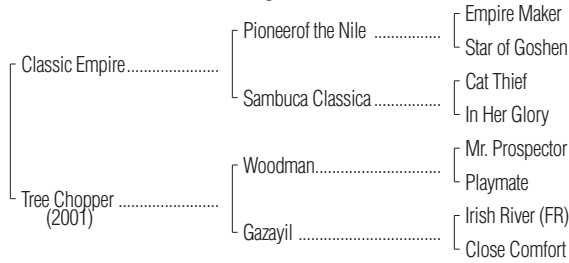 Empire Maker
Pioneerof the Nile ................
Star of Goshen
Classic Empire......................
Cat Thief
Sambuca Classica................
In Her Glory
Mr. Prospector
Woodman..............................
Playmate
Tree Chopper ........................
(2001)
Irish River (FR)
Gazayil ..................................
Close Comfort